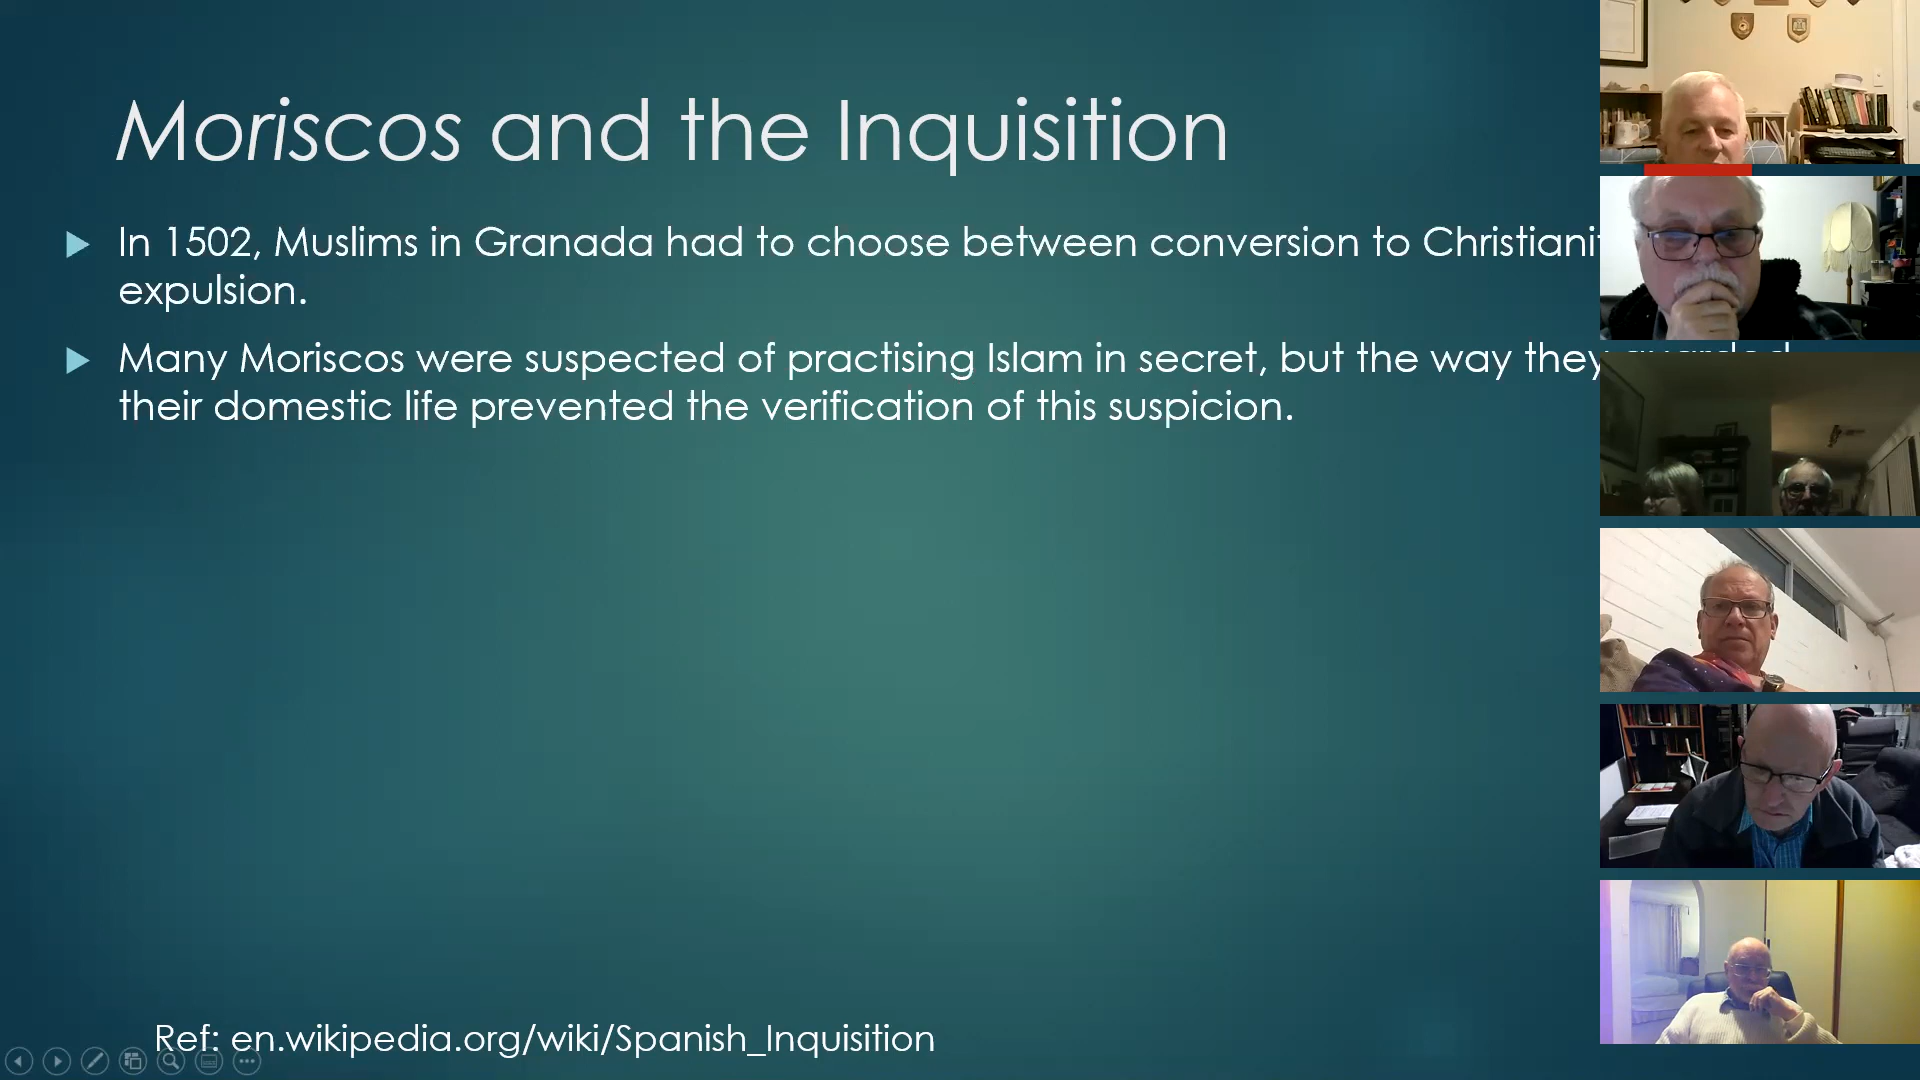 Moriscos and the Inquisition
In 1502, Muslims in Granada had to choose between conversion to Christianit
expulsion.
Many Moriscos were suspected of practising Islam in secret, but the way they guarded
their domestic life prevented the verification of this suspicion.
Ref: en.wikipedia.org/wiki/Spanish_Inquisition